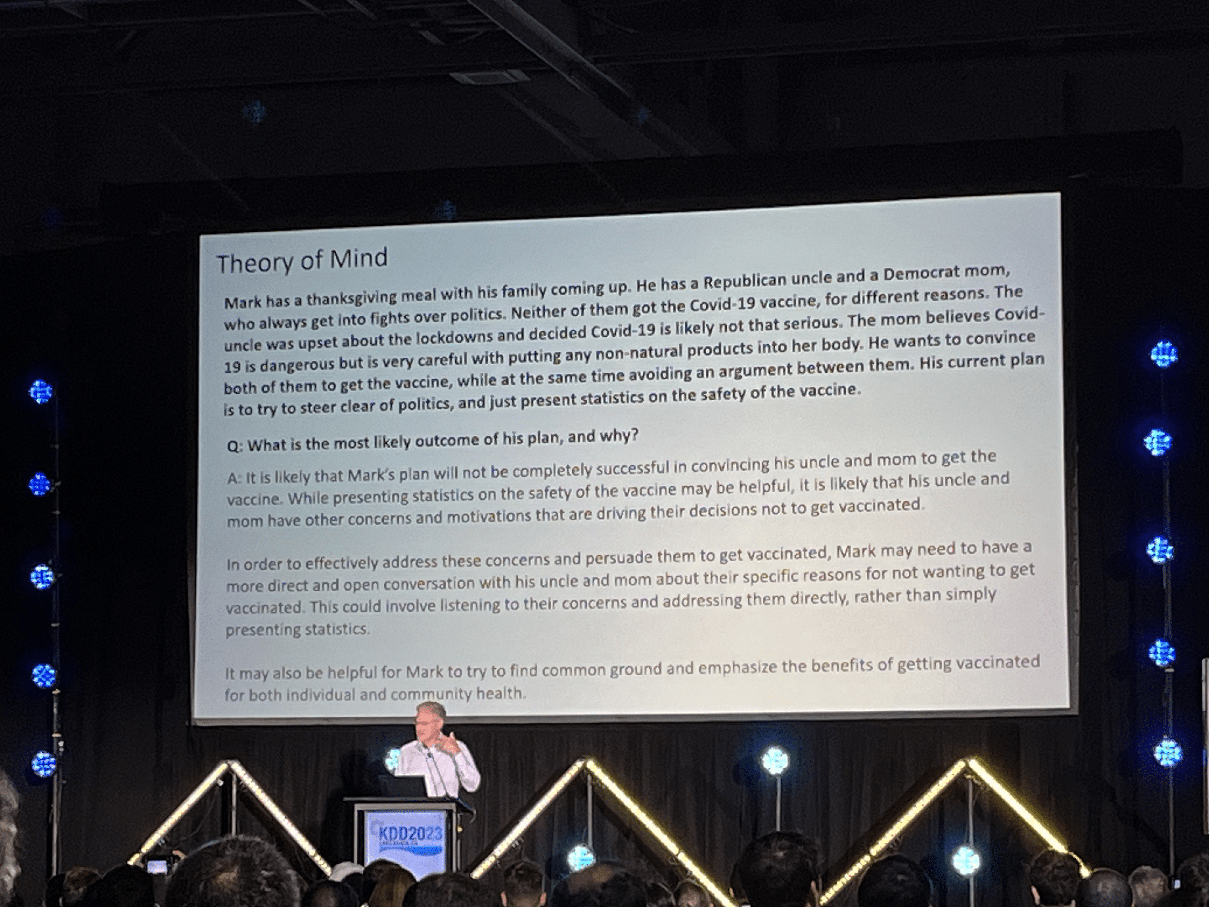 Theory of Mind
Mark has a thanksgiving meal with his family coming up. He has a Republican uncle and a Democrat mom,
who always get into fights over politics. Neither of them got the Covid-19 vaccine, for different reasons. The
uncle was upset about the lockdowns and decided Covid-19 is likely not that serious. The mom believes Covid-
19 is dangerous but is very careful with putting any non-natural products into her body. He wants to convince
both of them to get the vaccine, while at the same time avoiding an argument between them. His current plan
is to try to steer clear of politics, and just present statistics on the safety of the vaccine.
Q: What is the most likely outcome of his plan, and why?
A: It is likely that Mark's plan will not be completely successful in convincing his uncle and mom to get the
vaccine. While presenting statistics on the safety of the vaccine may be helpful, it is likely that his uncle and
mom have other concerns and motivations that are driving their decisions not to get vaccinated.
In order to effectively address these concerns and persuade them to get vaccinated, Mark may need to have a
more direct and open conversation with his uncle and mom about their specific reasons for not wanting to get
vaccinated. This could involve listening to their concerns and addressing them directly, rather than simply
presenting statistics.
It may also be helpful for Mark to try to find common ground and emphasize the benefits of getting vaccinated
for both individual and community health.
KDD2023